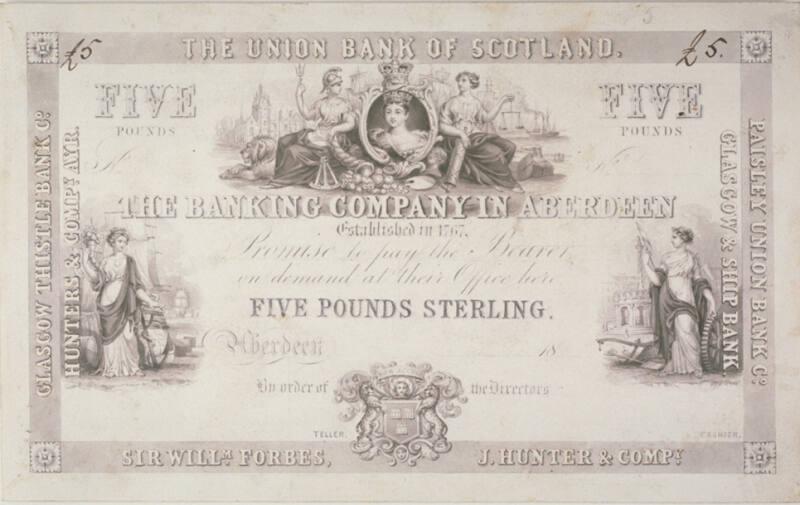 THE UNION BANK OF SCOTLAND.
£5
£5.
FIVE
POUNDS
FIVE
POUNDS
No
No
GLASGOW THISTLE BANK Co.
HUNTERS & COMPY. AYR.
PAISLEY UNION BANK Co.
GLASGOW & SHIP BANK.
THE BANKING COMPANY IN ABERDEEN
Established in 1767.
Promise to pay the Bearer
on demand at their Office here
FIVE POUNDS STERLING.
Aberdeen 18
By order of the Directors
TELLER. CASHIER.
SIR WILLM. FORBES, J. HUNTER & COMPY.